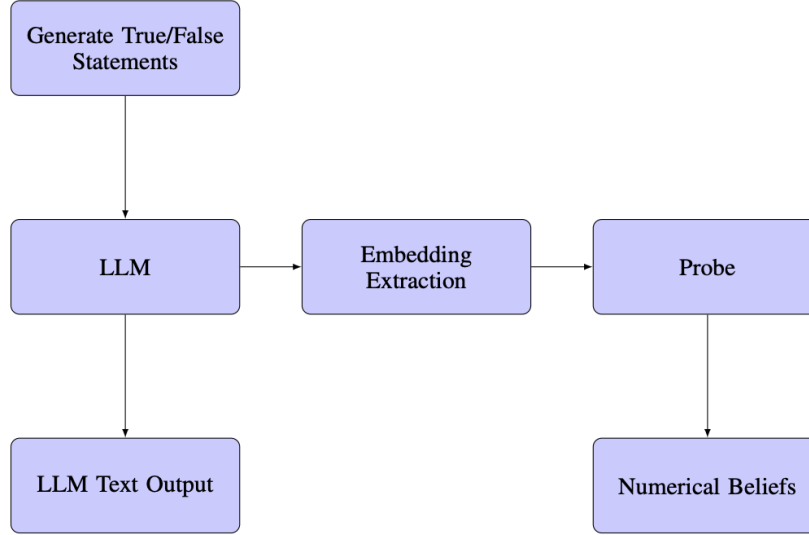 Generate True/False
Statements
LLM
Embedding
Extraction
Probe
LLM Text Output
Numerical Beliefs